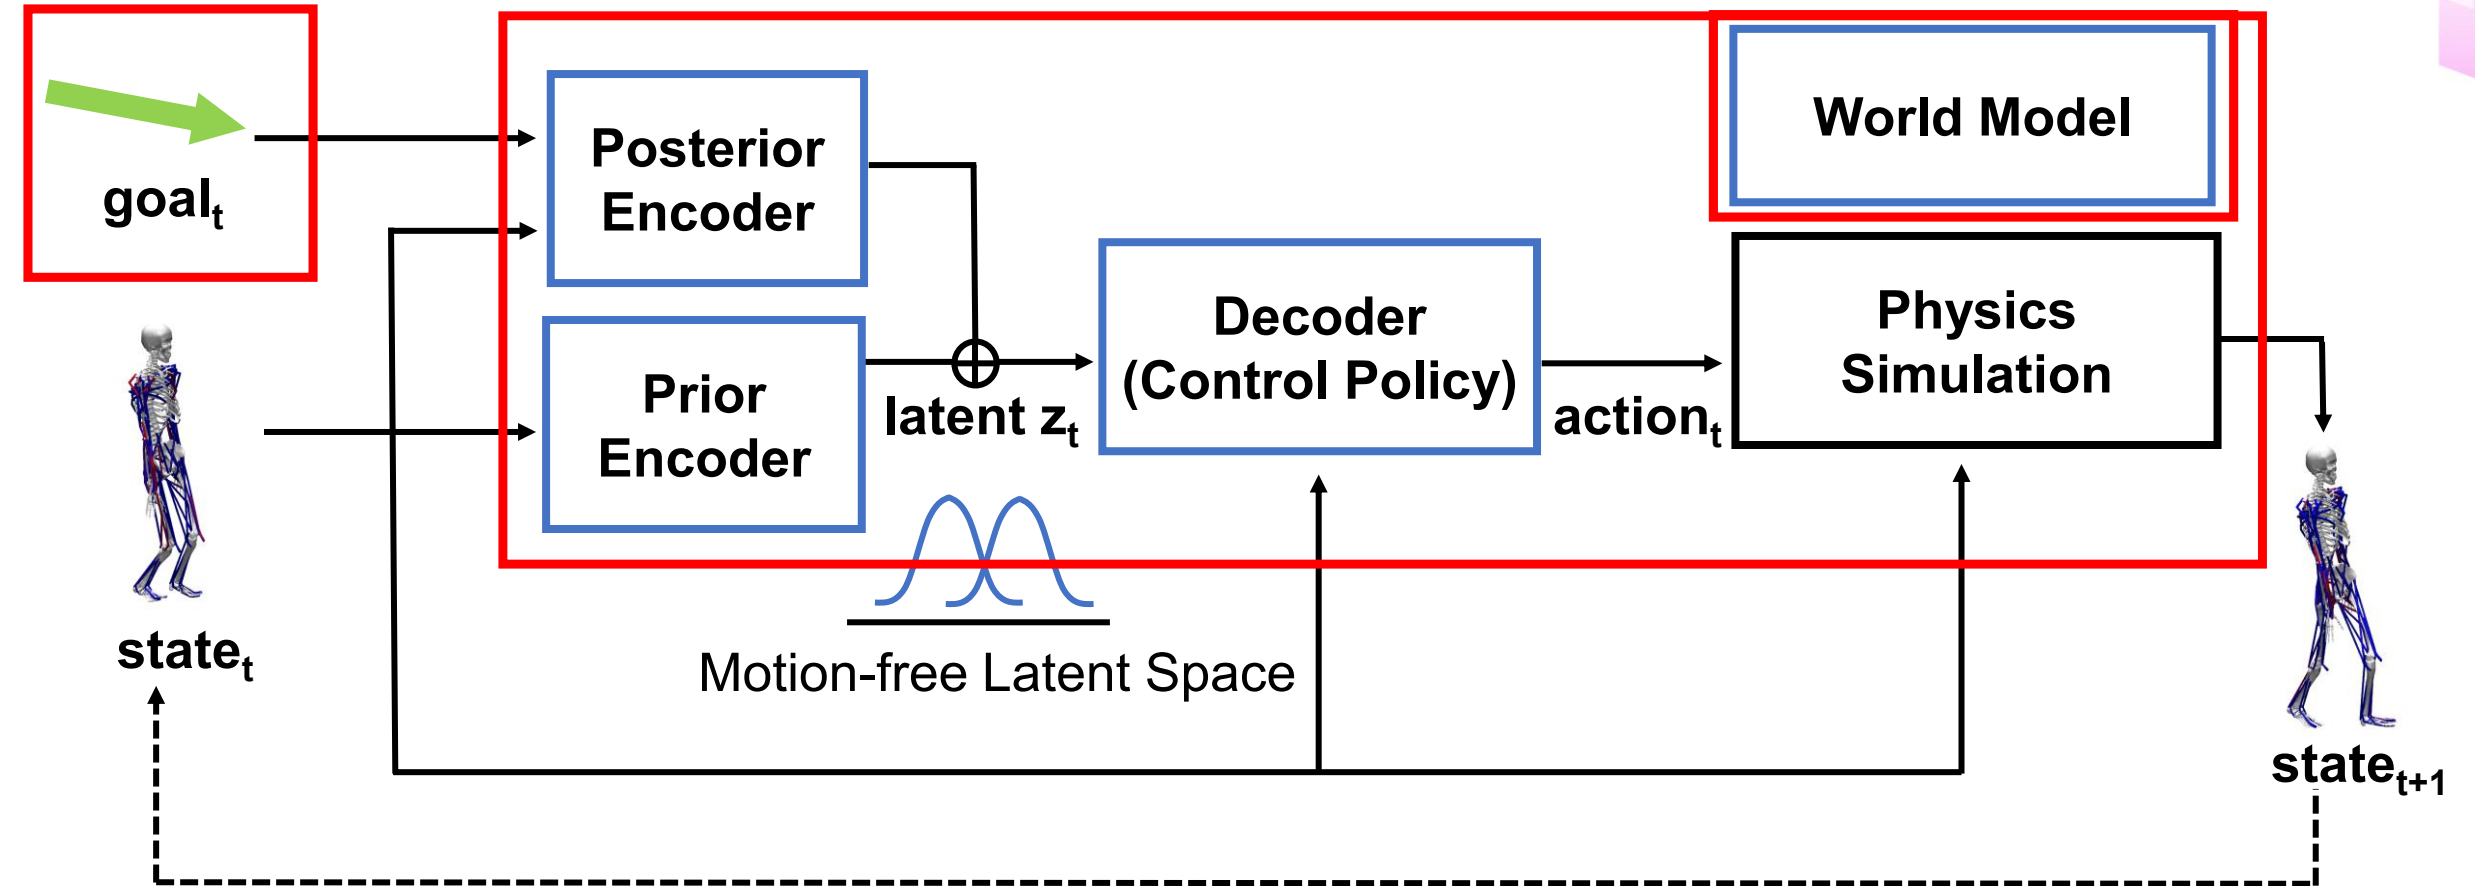 goalₜ
Posterior
Encoder
World Model
Prior
Encoder
latent zₜ
Decoder
(Control Policy)
actionₜ
Physics
Simulation
stateₜ
Motion-free Latent Space
stateₜ₊₁